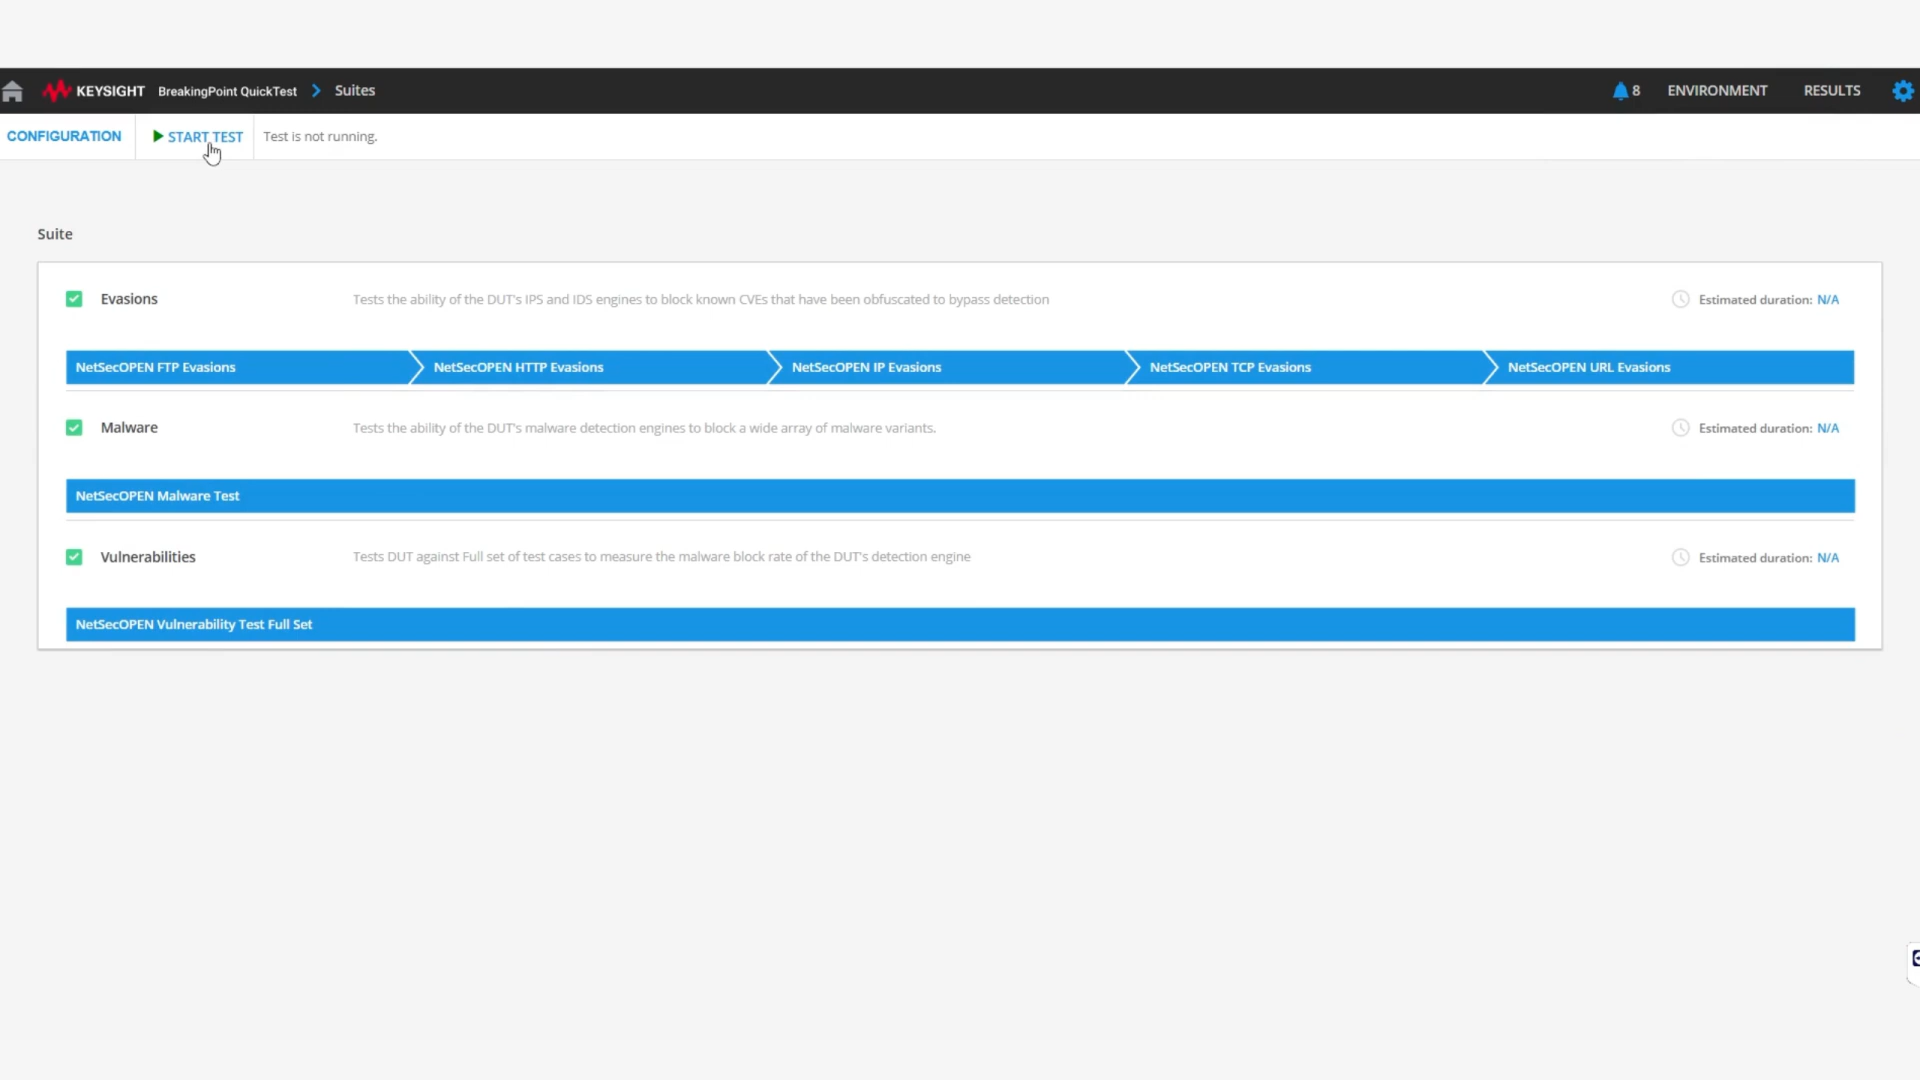 KEYSIGHT BreakingPoint QuickTest Suites 8 ENVIRONMENT RESULTS
CONFIGURATION START TEST Test is not running.
Suite
Evasions Tests the ability of the DUT's IPS and IDS engines to block known CVEs that have been obfuscated to bypass detection Estimated duration: N/A
NetSecOPEN FTP Evasions NetSecOPEN HTTP Evasions NetSecOPEN IP Evasions NetSecOPEN TCP Evasions NetSecOPEN URL Evasions
Malware Tests the ability of the DUT's malware detection engines to block a wide array of malware variants. Estimated duration: N/A
NetSecOPEN Malware Test
Vulnerabilities Tests DUT against Full set of test cases to measure the malware block rate of the DUT's detection engine Estimated duration: N/A
NetSecOPEN Vulnerability Test Full Set